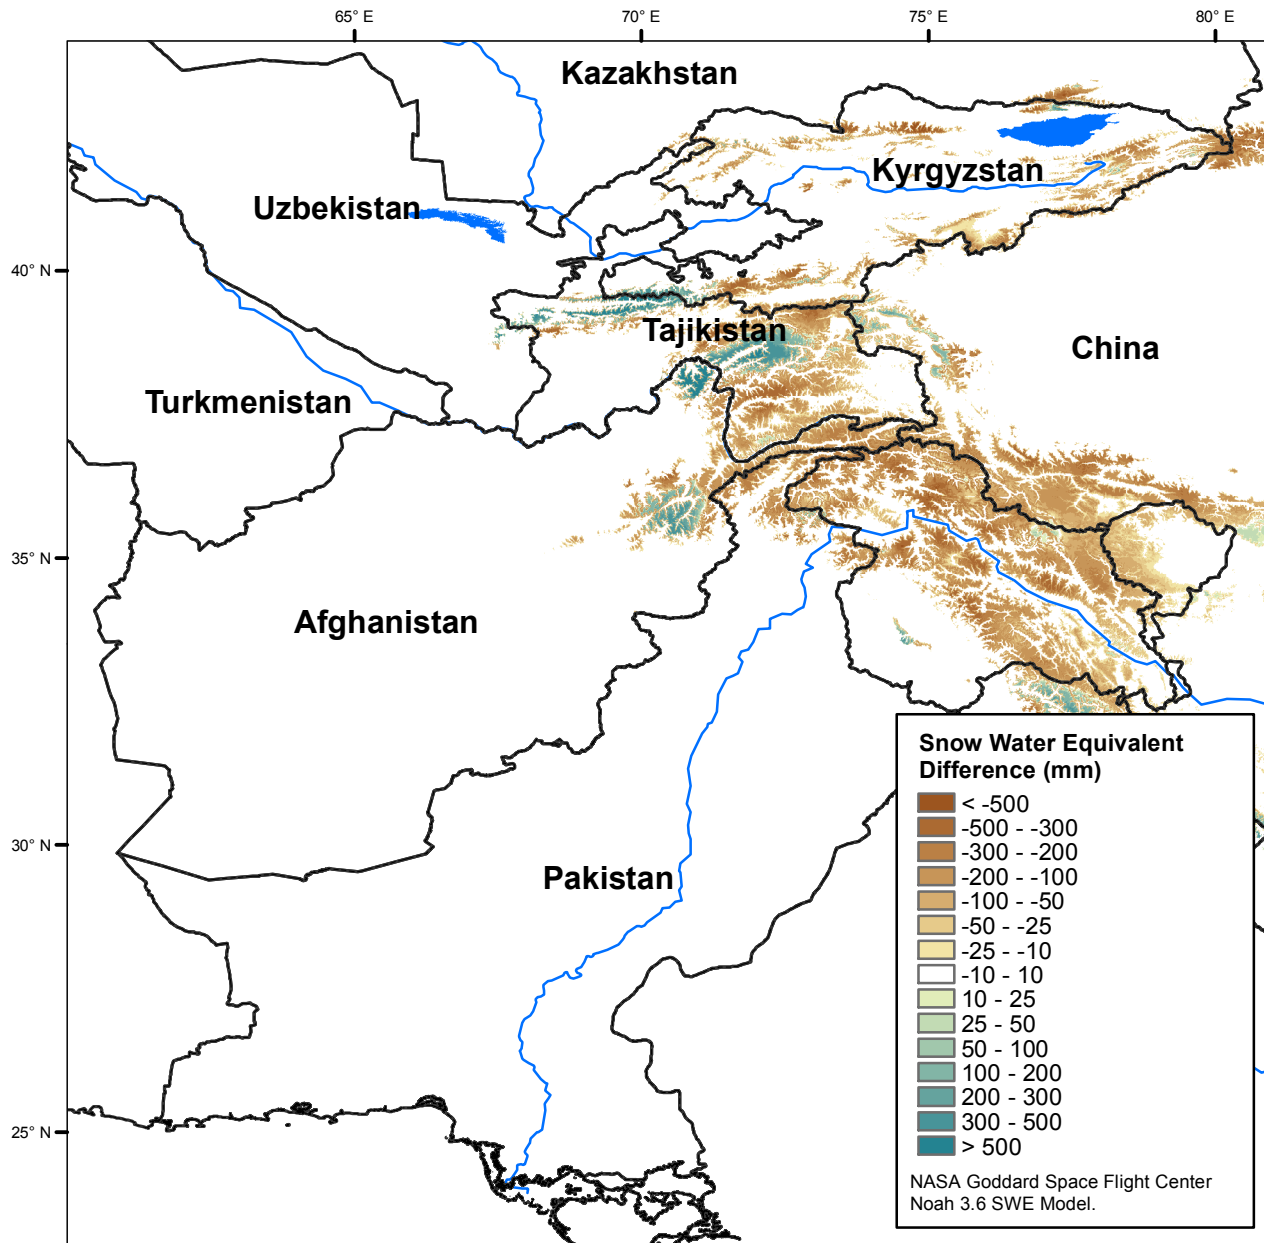 65° E
70° E
75° E
80° E
Kazakhstan
Kyrgyzstan
Uzbekistan
40° N
Tajikistan
China
Turkmenistan
35° N
Afghanistan
Snow Water Equivalent
Difference (mm)
< -500
-500 - -300
-300 - -200
-200 - -100
-100 - -50
-50 - -25
-25 - -10
-10 - 10
10 - 25
25 - 50
50 - 100
100 - 200
200 - 300
300 - 500
> 500
30° N
Pakistan
25° N
NASA Goddard Space Flight Center
Noah 3.6 SWE Model.